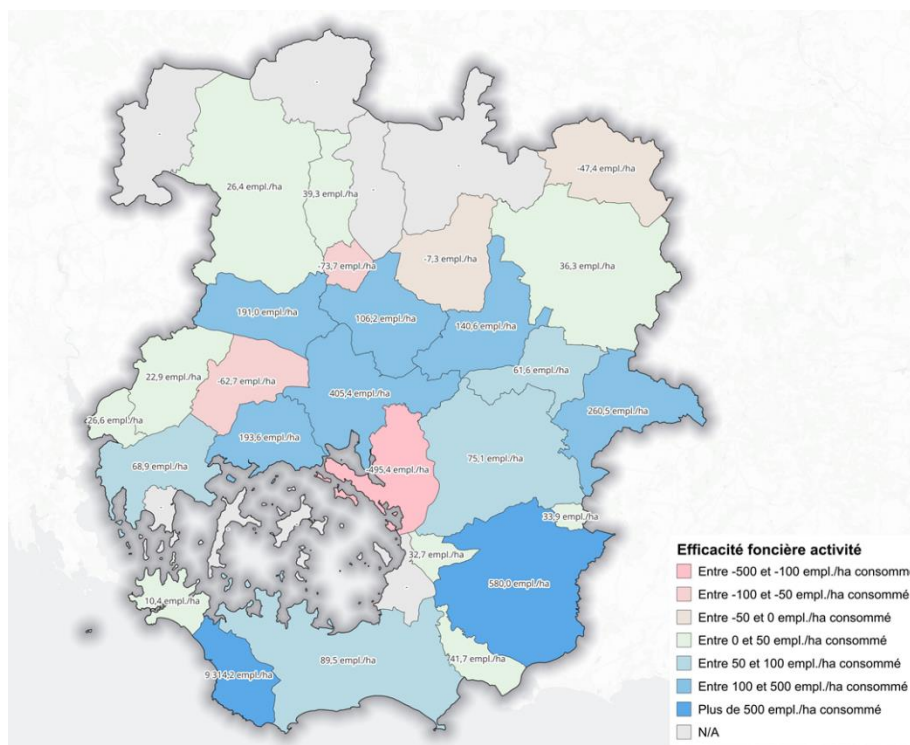 -47,4 empl./ha
26,4 empl./ha
39,3 empl./ha
-7,3 empl./ha
-73,7 empl./ha
36,3 empl./ha
191,0 empl./ha
106,2 empl./ha
140,6 empl./ha
61,6 empl./ha
22,9 empl./ha
-62,7 empl./ha
405,4 empl./ha
260,5 empl./ha
26,6 empl./ha
193,6 empl./ha
75,1 empl./ha
68,9 empl./ha
-495,4 empl./ha
33,9 empl./ha
32,7 empl./ha
580,0 empl./ha
10,4 empl./ha
89,5 empl./ha
41,7 empl./ha
9 314,2 empl./ha
Efficacité foncière activité
Entre -500 et -100 empl./ha consomm
Entre -100 et -50 empl./ha consommé
Entre -50 et 0 empl./ha consommé
Entre 0 et 50 empl./ha consommé
Entre 50 et 100 empl./ha consommé
Entre 100 et 500 empl./ha consommé
Plus de 500 empl./ha consommé
N/A